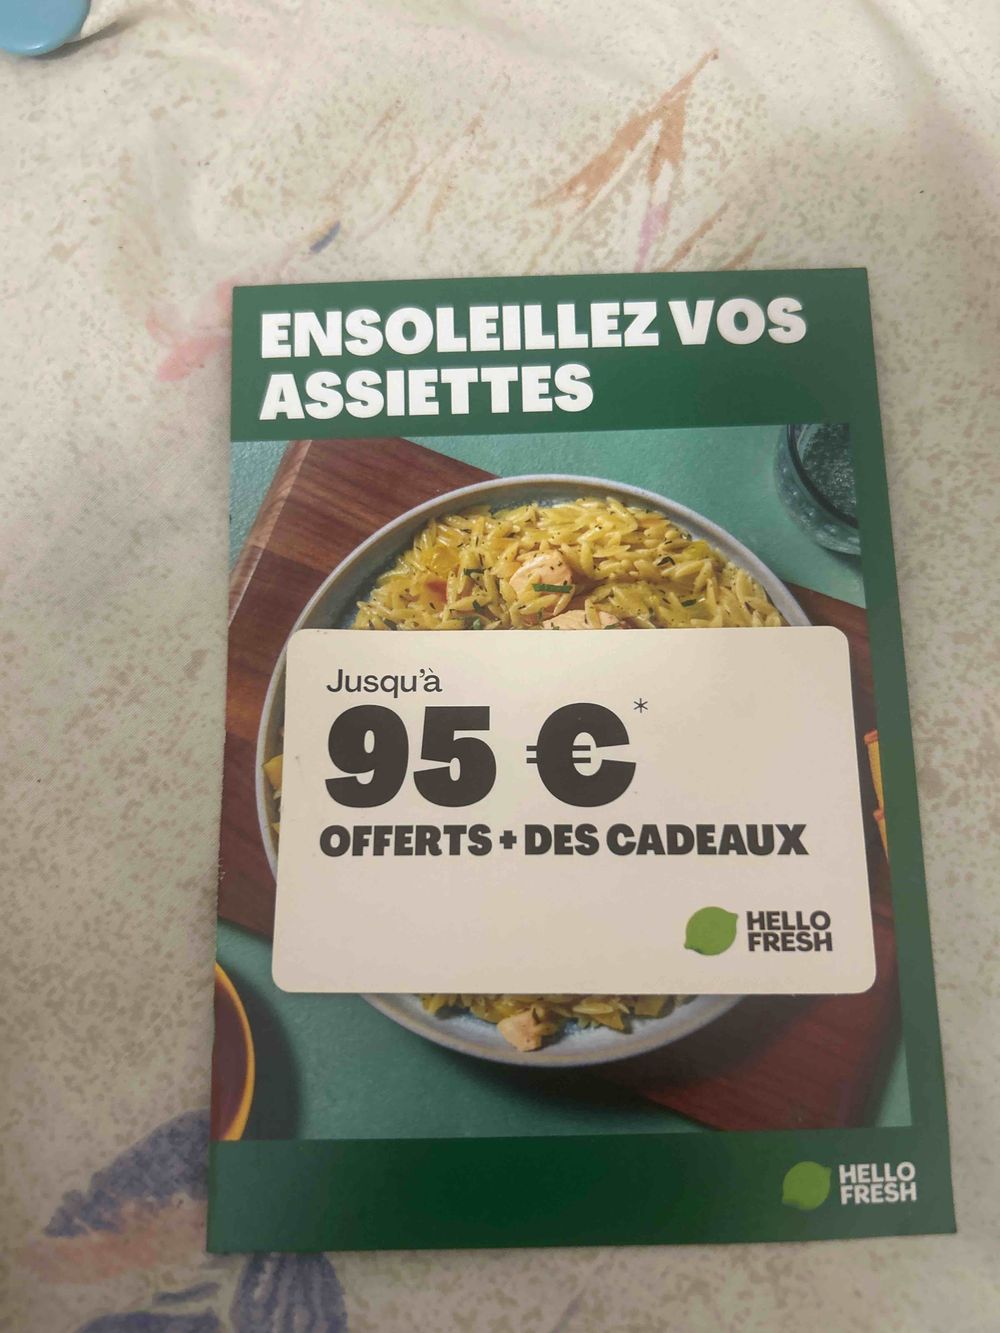 ENSOLEILLEZ VOS
ASSIETTES
Jusqu'à
95 €*
OFFERTS + DES CADEAUX
HELLO
FRESH
HELLO
FRESH